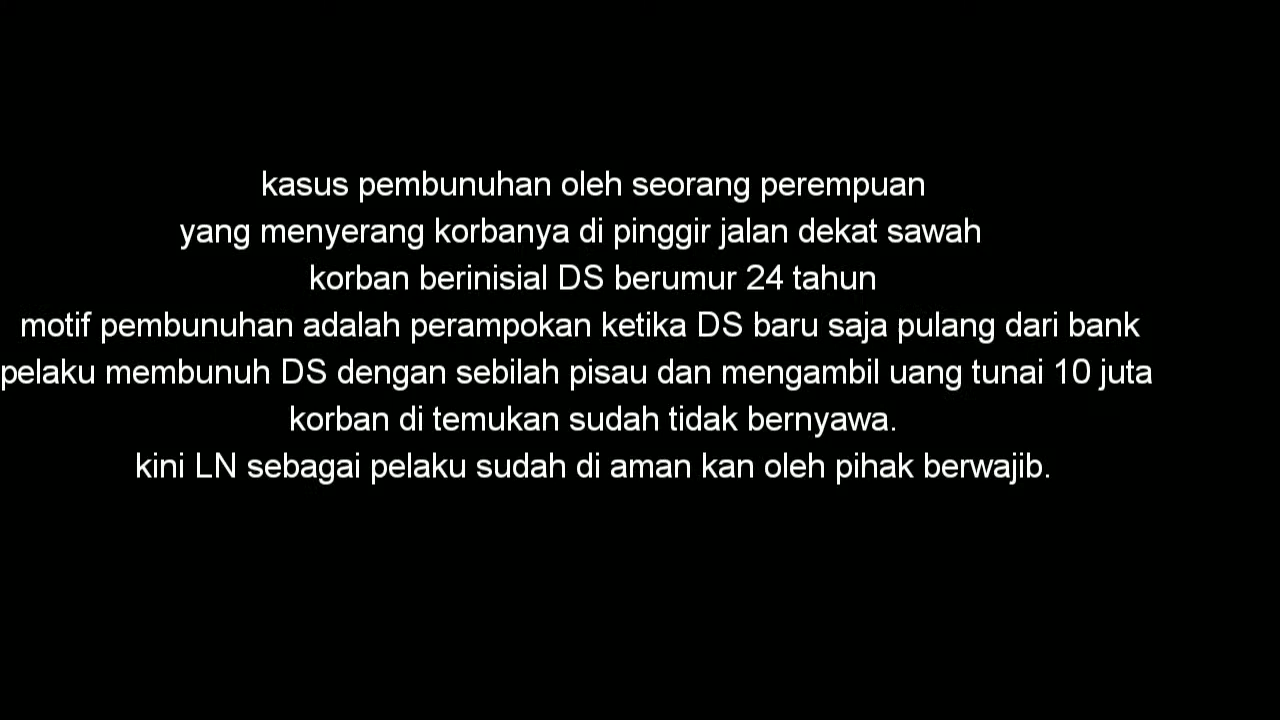 kasus pembunuhan oleh seorang perempuan
yang menyerang korbanya di pinggir jalan dekat sawah
korban berinisial DS berumur 24 tahun
motif pembunuhan adalah perampokan ketika DS baru saja pulang dari bank
pelaku membunuh DS dengan sebilah pisau dan mengambil uang tunai 10 juta
korban di temukan sudah tidak bernyawa.
kini LN sebagai pelaku sudah di aman kan oleh pihak berwajib.